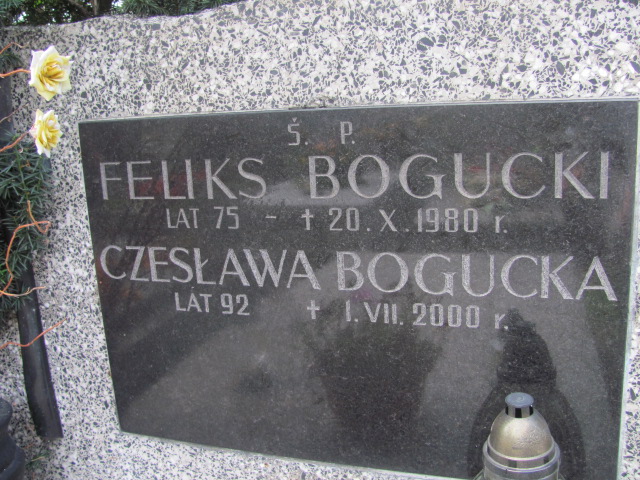 Ś. P.
FELIKS BOGUCKI
LAT 75 - † 20. X. 1980 r.
CZESŁAWA BOGUCKA
LAT 92 † 1. VII. 2000 r.